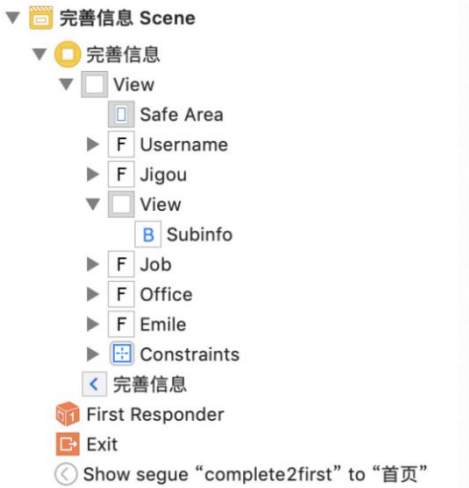 完善信息 Scene
完善信息
View
Safe Area
F Username
F Jigou
View
B Subinfo
F Job
F Office
F Emile
Constraints
完善信息
First Responder
Exit
Show segue “complete2first” to “首页”